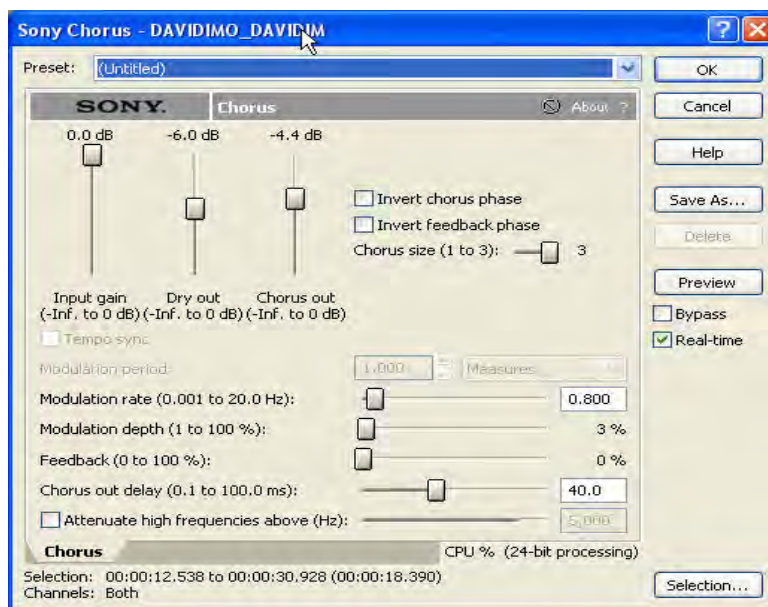 Sony Chorus - DAVIDIMO_DAVIDIM
Preset: (Untitled)
OK
SONY. Chorus About ?
Cancel
0.0 dB -6.0 dB -4.4 dB
Help
Invert chorus phase
Save As...
Invert feedback phase
Delete
Chorus size (1 to 3): 3
Preview
Input gain Dry out Chorus out
(-Inf. to 0 dB) (-Inf. to 0 dB) (-Inf. to 0 dB)
Bypass
Tempo sync
Real-time
Modulation period: 1.000 Measures
Modulation rate (0.001 to 20.0 Hz): 0.800
Modulation depth (1 to 100 %): 3 %
Feedback (0 to 100 %): 0 %
Chorus out delay (0.1 to 100.0 ms): 40.0
Attenuate high frequencies above (Hz): 5,000
Chorus CPU % (24-bit processing)
Selection: 00:00:12.538 to 00:00:30.928 (00:00:18.390)
Channels: Both
Selection...